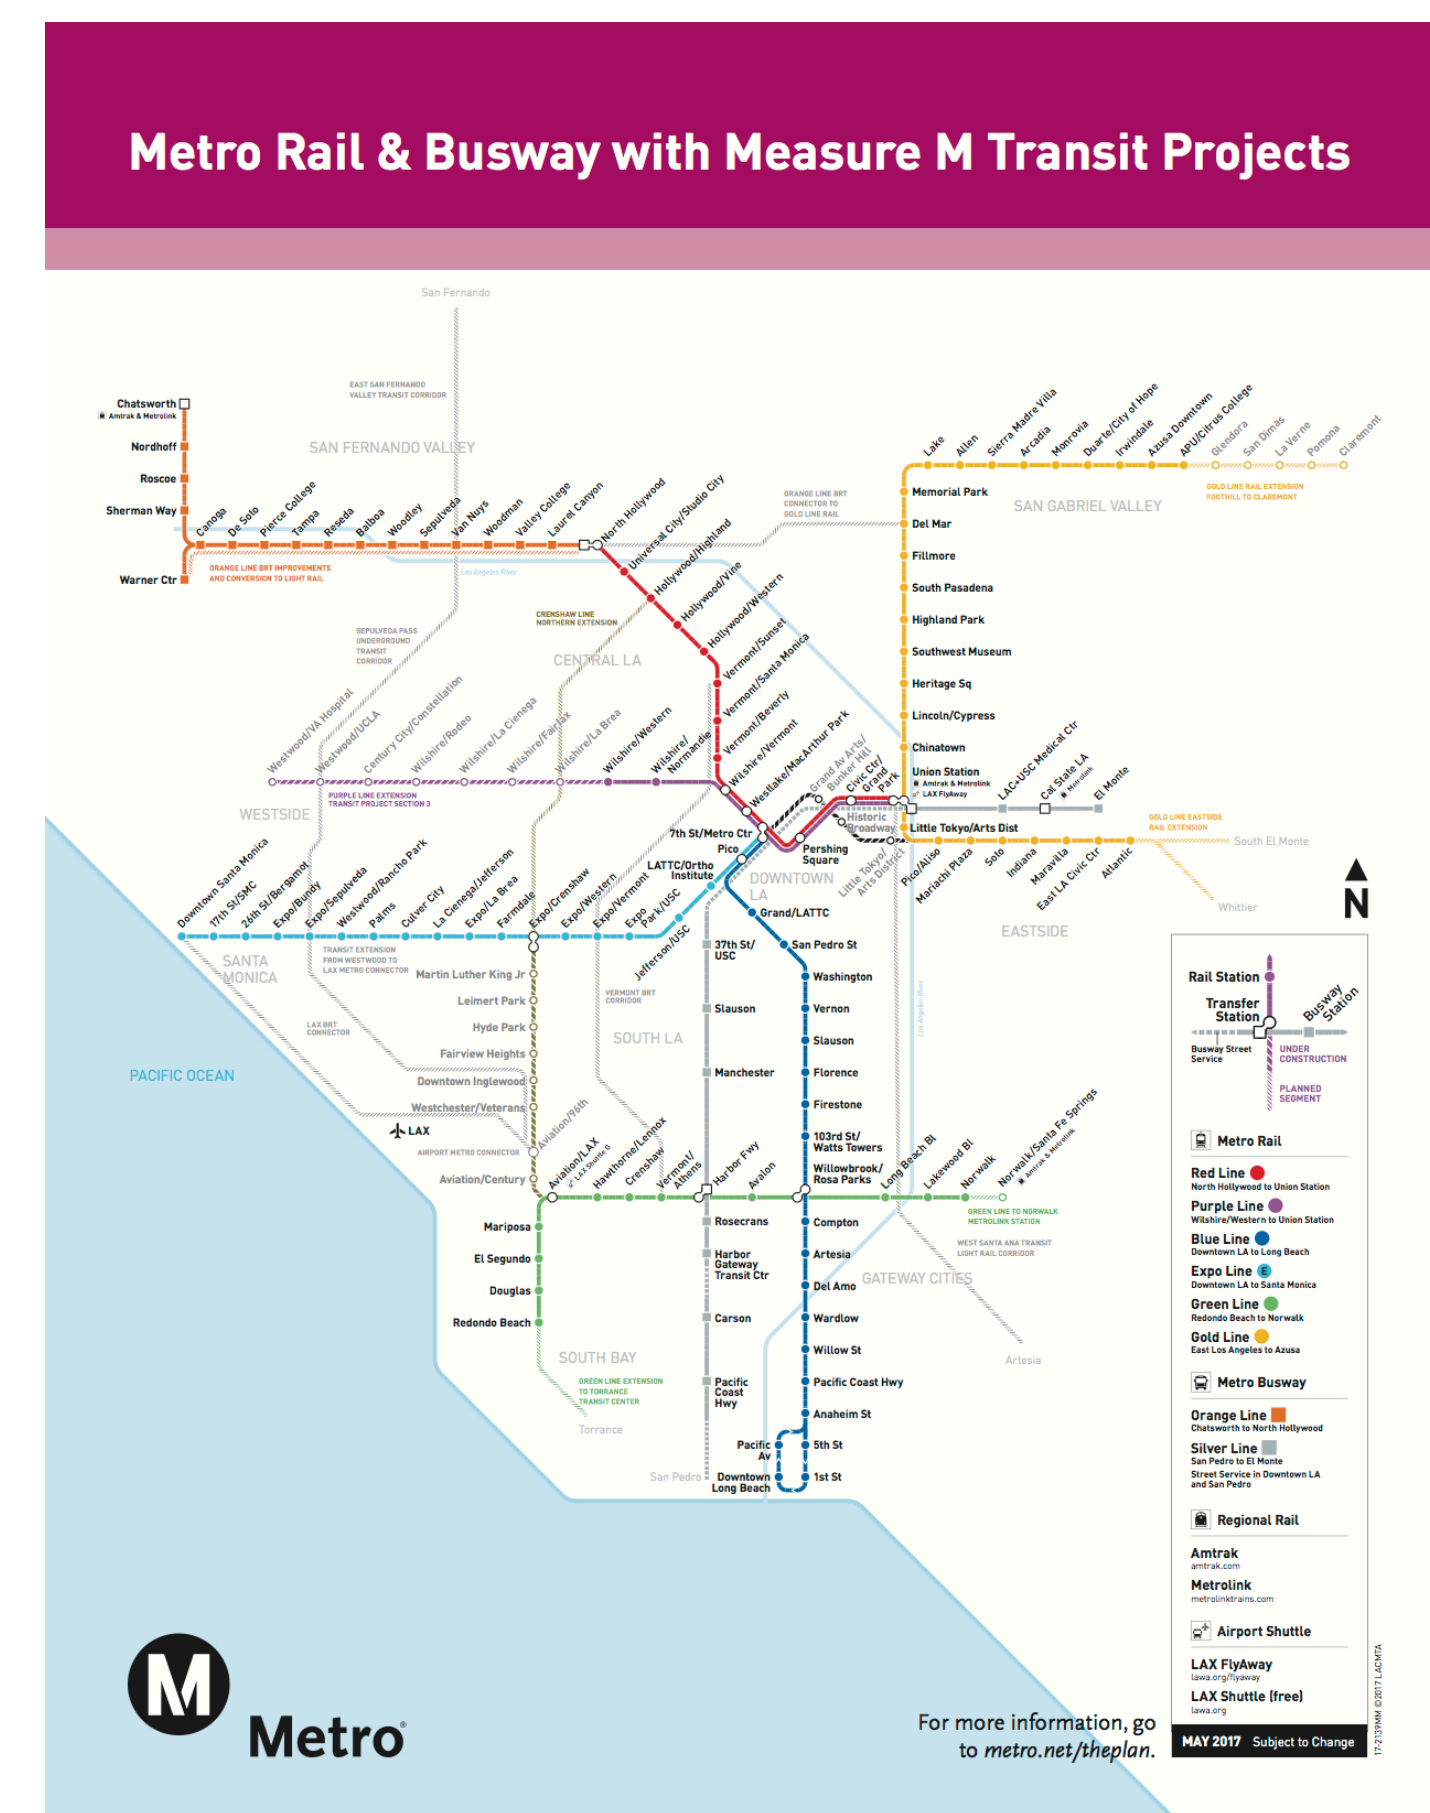 Metro Rail & Busway with Measure M Transit Projects
San Fernando
EAST SAN FERNANDO
VALLEY TRANSIT CORRIDOR
SAN FERNANDO VALLEY
Chatsworth
Amtrak & Metrolink
Nordhoff
Roscoe
Sherman Way
Warner Ctr
Canoga
De Soto
Pierce College
Tampa
Reseda
Balboa
Woodley
Sepulveda
Van Nuys
Woodman
Valley College
Laurel Canyon
North Hollywood
Universal City/Studio City
Hollywood/Highland
Hollywood/Vine
Hollywood/Western
Vermont/Sunset
Vermont/Santa Monica
Vermont/Beverly
Wilshire/Vermont
Westlake/MacArthur Park
ORANGE LINE BRT IMPROVEMENTS
AND CONVERSION TO LIGHT RAIL
Los Angeles River
ORANGE LINE BRT
CONNECTOR TO
GOLD LINE RAIL
Lake
Allen
Sierra Madre Villa
Arcadia
Monrovia
Duarte/City of Hope
Irwindale
Azusa Downtown
APU/Citrus College
Glendora
San Dimas
La Verne
Pomona
Claremont
GOLD LINE RAIL EXTENSION
FOOTHILL TO CLAREMONT
SAN GABRIEL VALLEY
Memorial Park
Del Mar
Fillmore
South Pasadena
Highland Park
Southwest Museum
Heritage Sq
Lincoln/Cypress
Chinatown
Union Station
Amtrak & Metrolink
LAX FlyAway
LAC+USC Medical Ctr
Cal State LA
Metrolink
El Monte
CRENSHAW LINE
NORTHERN EXTENSION
SEPULVEDA PASS
UNDERGROUND
TRANSIT
CORRIDOR
CENTRAL LA
Westwood/VA Hospital
Westwood/UCLA
Century City/Constellation
Wilshire/Rodeo
Wilshire/La Cienega
Wilshire/Fairfax
Wilshire/La Brea
Wilshire/Western
Wilshire/
Normandie
PURPLE LINE EXTENSION
TRANSIT PROJECT SECTION 3
WESTSIDE
Grand Av Arts/
Bunker Hill
Civic Ctr/
Grand
Park
Historic
Broadway
Little Tokyo/
Arts District
Little Tokyo/Arts Dist
7th St/Metro Ctr
Pico
Pershing
Square
LATTC/Ortho
Institute
DOWNTOWN
LA
Pico/Aliso
Mariachi Plaza
Soto
Indiana
Maravilla
East LA Civic Ctr
Atlantic
GOLD LINE EASTSIDE
RAIL EXTENSION
South El Monte
Whittier
EASTSIDE
N
Downtown Santa Monica
17th St/SMC
26th St/Bergamot
Expo/Bundy
Expo/Sepulveda
Westwood/Rancho Park
Palms
Culver City
La Cienega/Jefferson
Expo/La Brea
Farmdale
Expo/Crenshaw
Expo/Western
Expo/Vermont
Expo
Park/USC
Jefferson/USC
SANTA
MONICA
TRANSIT EXTENSION
FROM WESTWOOD TO
LAX METRO CONNECTOR
LAX BRT
CONNECTOR
Martin Luther King Jr
Leimert Park
Hyde Park
Fairview Heights
Downtown Inglewood
Westchester/Veterans
Aviation/96th
AIRPORT METRO CONNECTOR
Aviation/Century
LAX
PACIFIC OCEAN
VERMONT BRT
CORRIDOR
SOUTH LA
37th St/
USC
Slauson
Manchester
Harbor Fwy
Rosecrans
Harbor
Gateway
Transit Ctr
Carson
Pacific
Coast
Hwy
San Pedro
Grand/LATTC
San Pedro St
Washington
Vernon
Slauson
Florence
Firestone
103rd St/
Watts Towers
Willowbrook/
Rosa Parks
Compton
Artesia
Del Amo
Wardlow
Willow St
Pacific Coast Hwy
Anaheim St
5th St
1st St
Pacific
Av
Downtown
Long Beach
Los Angeles River
Aviation/LAX
LAX Shuttle G
Hawthorne/Lennox
Crenshaw
Vermont/
Athens
Avalon
Long Beach Bl
Lakewood Bl
Norwalk
Norwalk/Santa Fe Springs
Amtrak & Metrolink
GREEN LINE TO NORWALK
METROLINK STATION
WEST SANTA ANA TRANSIT
LIGHT RAIL CORRIDOR
GATEWAY CITIES
Artesia
Mariposa
El Segundo
Douglas
Redondo Beach
SOUTH BAY
GREEN LINE EXTENSION
TO TORRANCE
TRANSIT CENTER
Torrance
Rail Station
Transfer
Station
Busway
Station
Busway Street
Service
UNDER
CONSTRUCTION
PLANNED
SEGMENT
Metro Rail
Red Line
North Hollywood to Union Station
Purple Line
Wilshire/Western to Union Station
Blue Line
Downtown LA to Long Beach
Expo Line E
Downtown LA to Santa Monica
Green Line
Redondo Beach to Norwalk
Gold Line
East Los Angeles to Azusa
Metro Busway
Orange Line
Chatsworth to North Hollywood
Silver Line
San Pedro to El Monte
Street Service in Downtown LA
and San Pedro
Regional Rail
Amtrak
amtrak.com
Metrolink
metrolinktrains.com
Airport Shuttle
LAX FlyAway
lawa.org/flyaway
LAX Shuttle (free)
lawa.org
MAY 2017 Subject to Change
17-2139MM ©2017 LACMTA
For more information, go
to metro.net/theplan.
M
Metro®